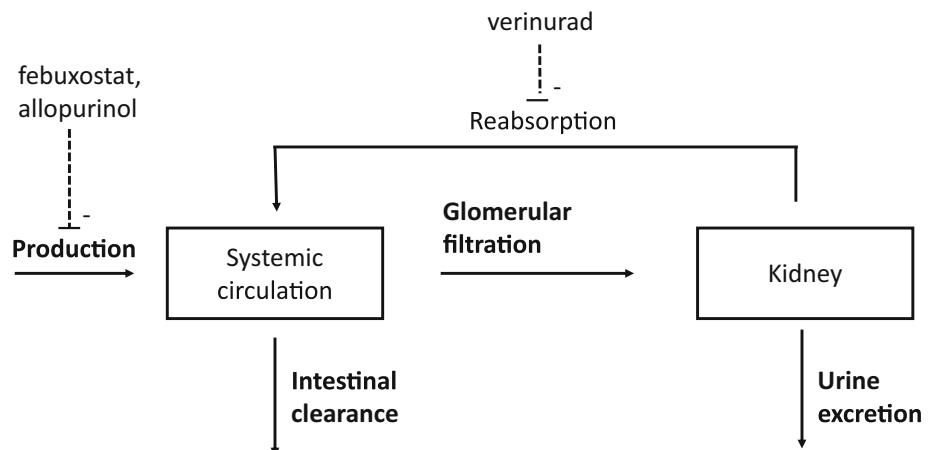 verinurad
febuxostat,
allopurinol
-
Reabsorption
-
Production
Systemic
circulation
Glomerular
filtration
Kidney
Intestinal
clearance
Urine
excretion